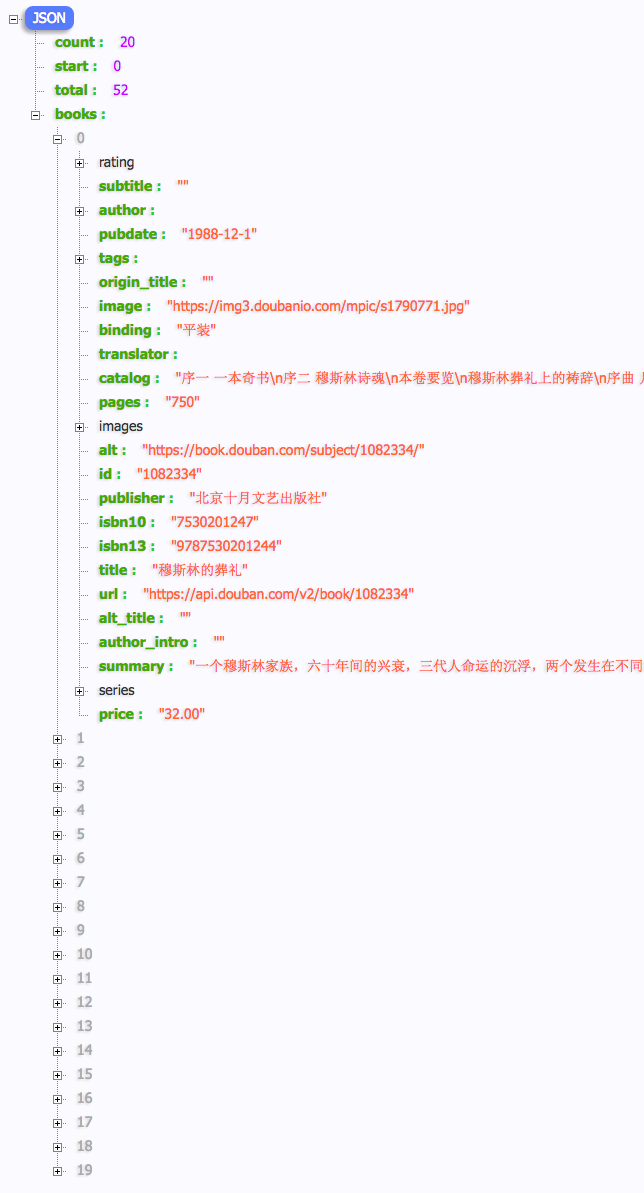 JSON
count : 20
start : 0
total : 52
books :
0
rating
subtitle : ""
author :
pubdate : "1988-12-1"
tags :
origin_title : ""
image : "https://img3.doubanio.com/mpic/s1790771.jpg"
binding : "平装"
translator :
catalog : "序一 一本奇书\n序二 穆斯林诗魂\n本卷要览\n穆斯林葬礼上的祷辞\n序曲
pages : "750"
images
alt : "https://book.douban.com/subject/1082334/"
id : "1082334"
publisher : "北京十月文艺出版社"
isbn10 : "7530201247"
isbn13 : "9787530201244"
title : "穆斯林的葬礼"
url : "https://api.douban.com/v2/book/1082334"
alt_title : ""
author_intro : ""
summary : "一个穆斯林家族，六十年间的兴衰，三代人命运的沉浮，两个发生在不同
series
price : "32.00"
1
2
3
4
5
6
7
8
9
10
11
12
13
14
15
16
17
18
19